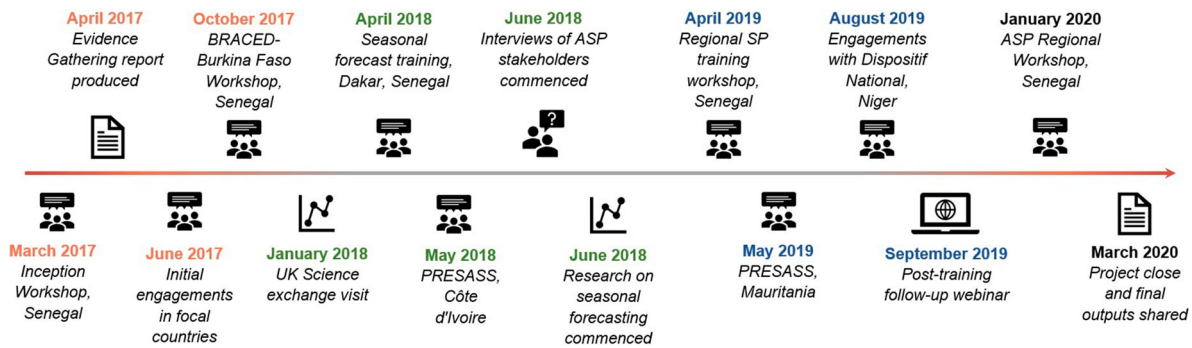 April 2017
Evidence
Gathering report
produced
October 2017
BRACED-
Burkina Faso
Workshop,
Senegal
April 2018
Seasonal
forecast training,
Dakar, Senegal
June 2018
Interviews of ASP
stakeholders
commenced
?
April 2019
Regional SP
training
workshop,
Senegal
August 2019
Engagements
with Dispositif
National,
Niger
January 2020
ASP Regional
Workshop,
Senegal
March 2017
Inception
Workshop,
Senegal
June 2017
Initial
engagements
in focal
countries
January 2018
UK Science
exchange visit
May 2018
PRESASS,
Côte
d'Ivoire
June 2018
Research on
seasonal
forecasting
commenced
May 2019
PRESASS,
Mauritania
September 2019
Post-training
follow-up webinar
March 2020
Project close
and final
outputs shared